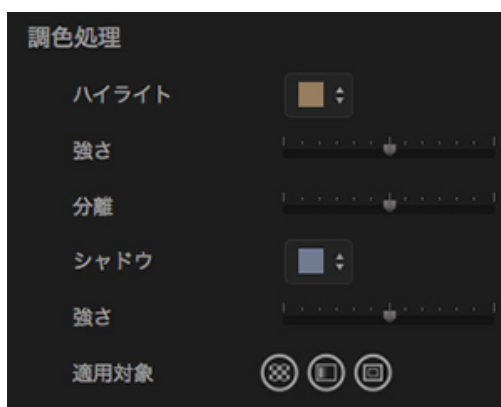 調色処理
ハイライト
強さ
分離
シャドウ
強さ
適用対象